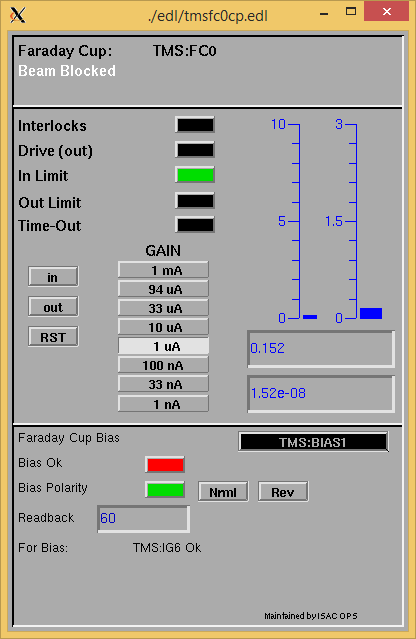 ./edl/tmsfc0cp.edl
Faraday Cup: TMS:FC0
Beam Blocked
Interlocks
Drive (out)
In Limit
Out Limit
Time-Out
10
5
0
3
1.5
0
GAIN
1 mA
94 uA
33 uA
10 uA
1 uA
100 nA
33 nA
1 nA
in
out
RST
0.152
1.52e-08
Faraday Cup Bias TMS:BIAS1
Bias Ok
Bias Polarity Nrml Rev
Readback 60
For Bias: TMS:IG6 Ok
Maintained by ISAC OPS